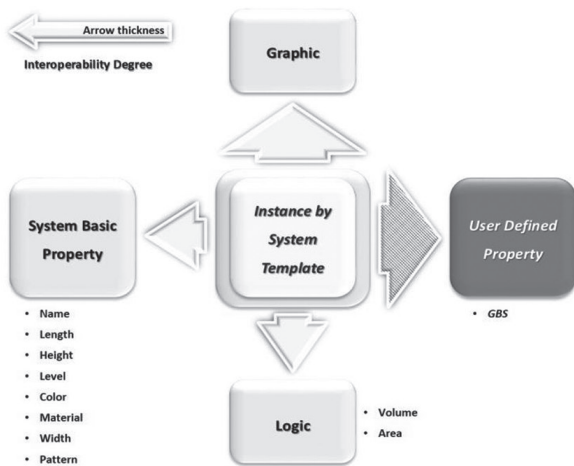 Arrow thickness
Interoperability Degree
Graphic
System Basic
Property
Instance by
System
Template
User Defined
Property
• Name
• Length
• Height
• Level
• Color
• Material
• Width
• Pattern
• GBS
Logic
• Volume
• Area